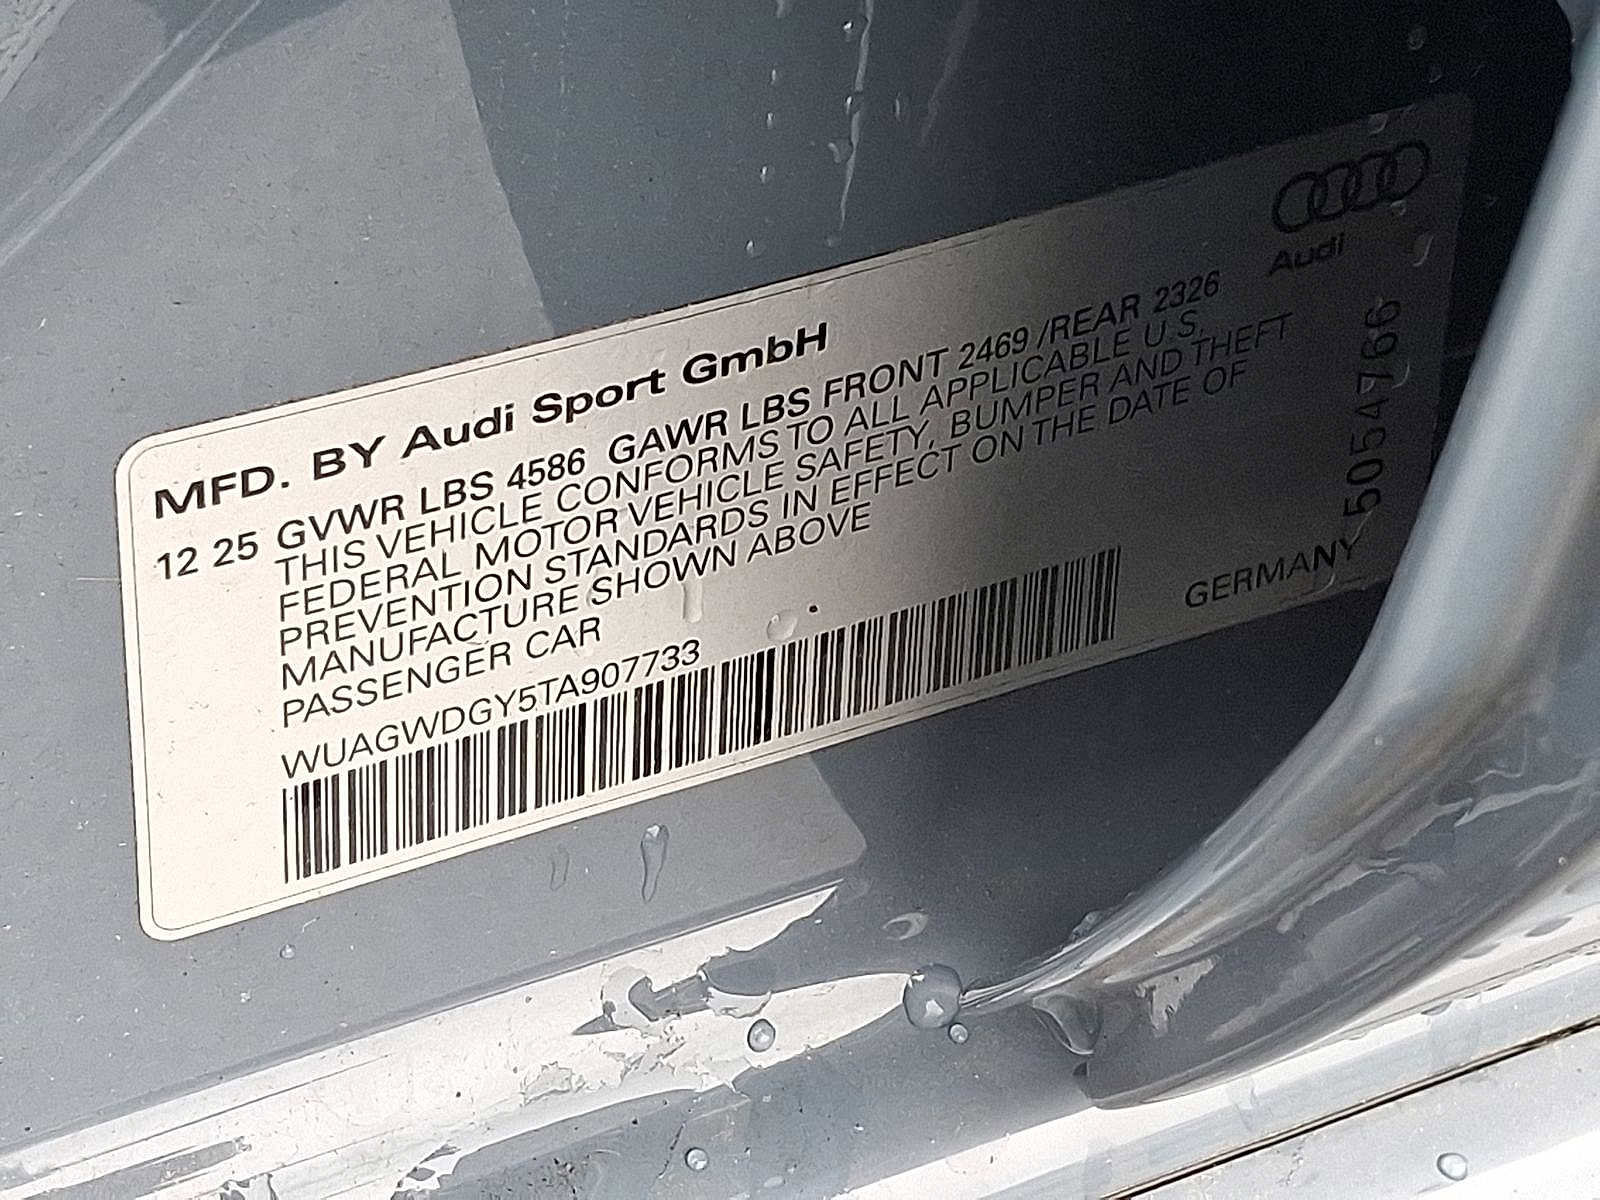 Audi
MFD. BY Audi Sport GmbH
12 25 GVWR LBS 4586 GAWR LBS FRONT 2469 /REAR 2326
THIS VEHICLE CONFORMS TO ALL APPLICABLE U.S.
FEDERAL MOTOR VEHICLE SAFETY, BUMPER AND THEFT
PREVENTION STANDARDS IN EFFECT ON THE DATE OF
MANUFACTURE SHOWN ABOVE
PASSENGER CAR
WUAGWDGY5TA907733
GERMANY
5054766